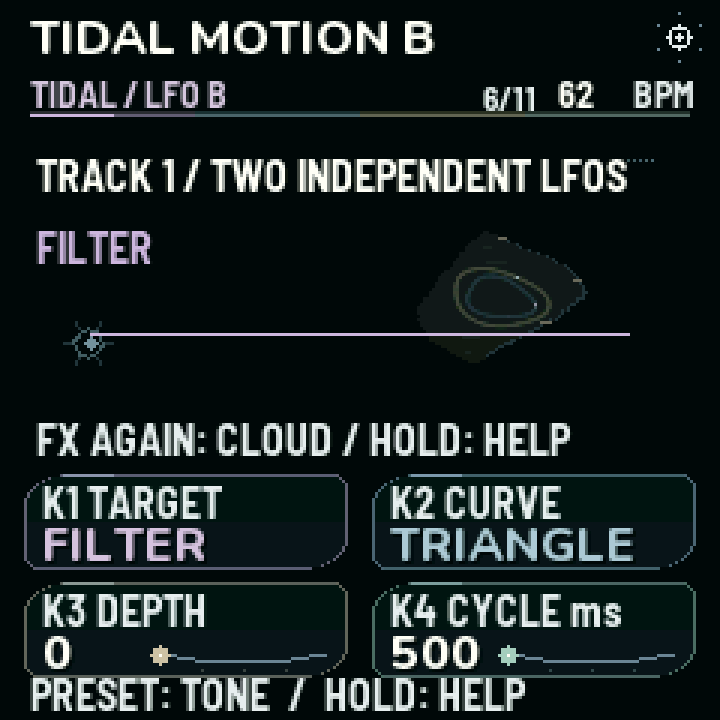 TIDAL MOTION B
TIDAL / LFO B 6/11 62 BPM
TRACK 1 / TWO INDEPENDENT LFOS
FILTER
FX AGAIN: CLOUD / HOLD: HELP
K1 TARGET
FILTER
K2 CURVE
TRIANGLE
K3 DEPTH
0
K4 CYCLE ms
500
PRESET: TONE / HOLD: HELP